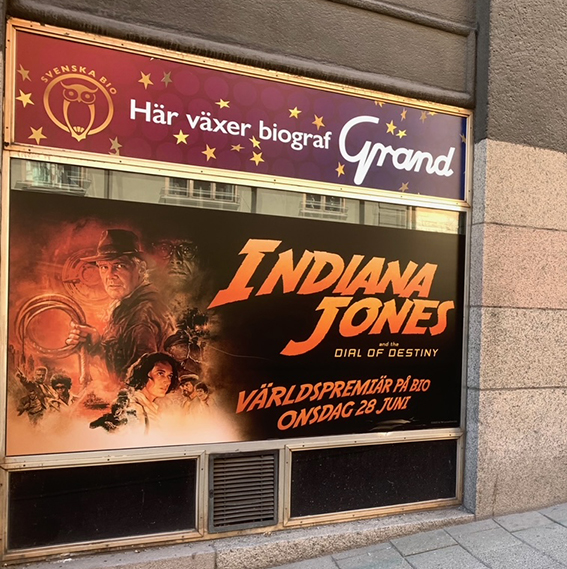 SVENSKA BIO
Här växer biograf Grand
INDIANA
JONES
and the
DIAL OF DESTINY
VÄRLDSPREMIÄR PÅ BIO
ONSDAG 28 JUNI